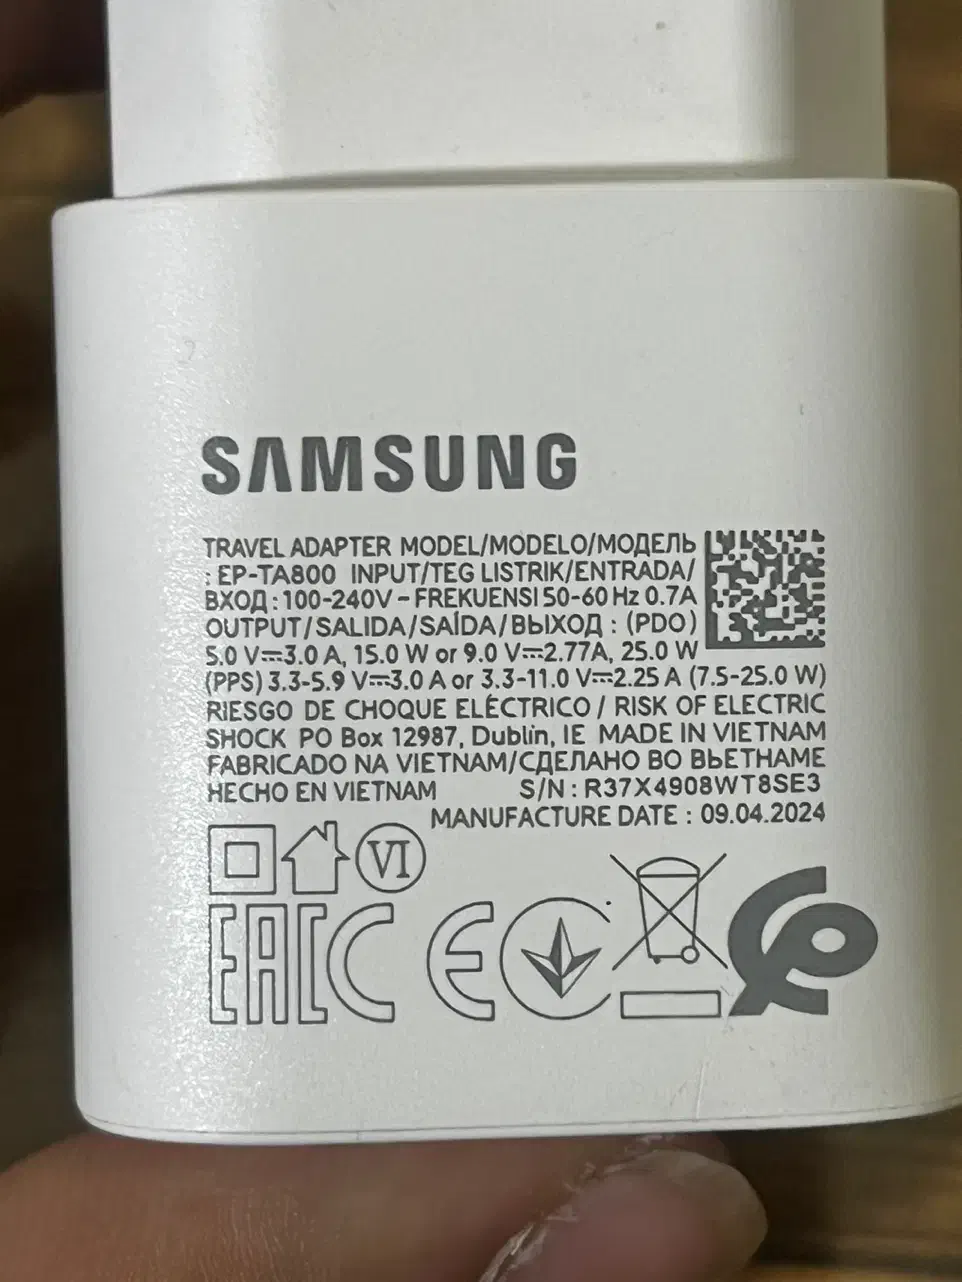 SAMSUNG
TRAVEL ADAPTER MODEL/MODELO/МОДЕЛЬ
: EP-TA800 INPUT/TEG LISTRIK/ENTRADA/
ВХОД : 100-240V ~ FREKUENSI 50-60 Hz 0.7A
OUTPUT/SALIDA/SAÍDA/ВЫХОД : (PDO)
5.0 V⎓3.0 A, 15.0 W or 9.0 V⎓2.77A, 25.0 W
(PPS) 3.3-5.9 V⎓3.0 A or 3.3-11.0 V⎓2.25 A (7.5-25.0 W)
RIESGO DE CHOQUE ELÉCTRICO / RISK OF ELECTRIC
SHOCK PO Box 12987, Dublin, IE MADE IN VIETNAM
FABRICADO NA VIETNAM/СДЕЛАНО ВО ВЬЕТНАМЕ
HECHO EN VIETNAM S/N : R37X4908WT8SE3
MANUFACTURE DATE : 09.04.2024
VI
EAC CE